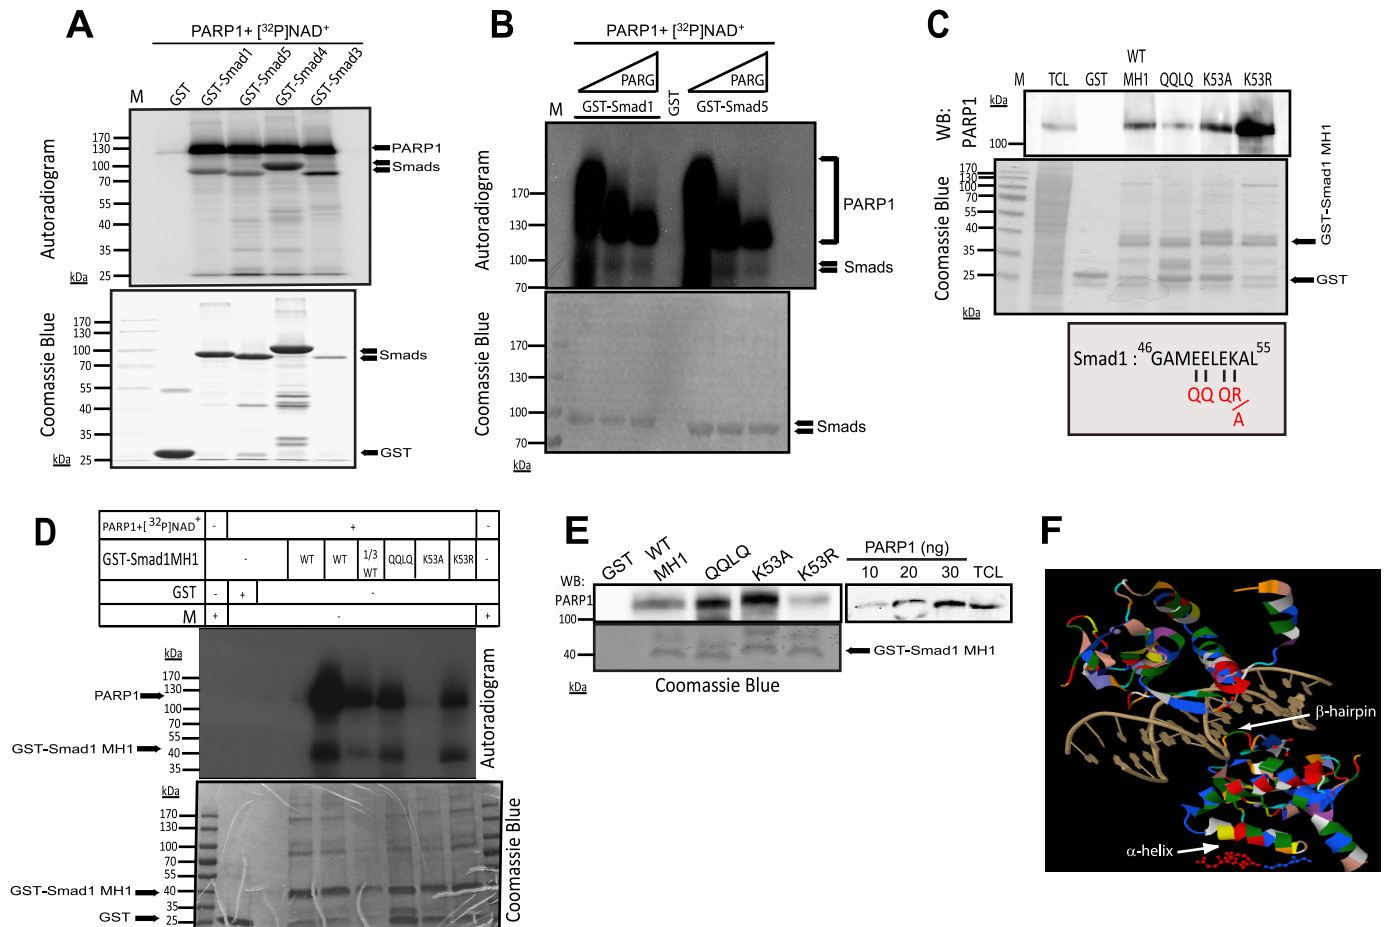 A
PARP1+ [32P]NAD+
M
GST
GST-Smad1
GST-Smad5
GST-Smad4
GST-Smad3
Autoradiogram
170
130
100
70
55
40
35
25
kDa
PARP1
Smads
Coomassie Blue
170
130
100
70
55
40
35
25
kDa
Smads
GST
B
PARP1+ [32P]NAD+
PARG
PARG
M
GST-Smad1
GST
GST-Smad5
Autoradiogram
170
130
100
70
PARP1
Smads
Coomassie Blue
170
130
100
70
kDa
Smads
C
M
TCL
GST
WT
MH1
QQLQ
K53A
K53R
WB:
PARP1
kDa
100
Coomassie Blue
170
130
100
70
55
40
35
25
kDa
GST-Smad1 MH1
GST
Smad1 : 46GAMEELEKAL55
QQ QR
A
D
PARP1+[32P]NAD+ - + -
GST-Smad1MH1 - WT WT 1/3 WT QQLQ K53A K53R -
GST - + -
M + - +
kDa
170
130
100
70
55
40
35
PARP1
GST-Smad1 MH1
Autoradiogram
kDa
170
130
100
70
55
40
35
25
GST-Smad1 MH1
GST
Coomassie Blue
E
GST
WT
MH1
QQLQ
K53A
K53R
PARP1 (ng)
10 20 30 TCL
WB:
PARP1
100
40
kDa
GST-Smad1 MH1
Coomassie Blue
F
β-hairpin
α-helix